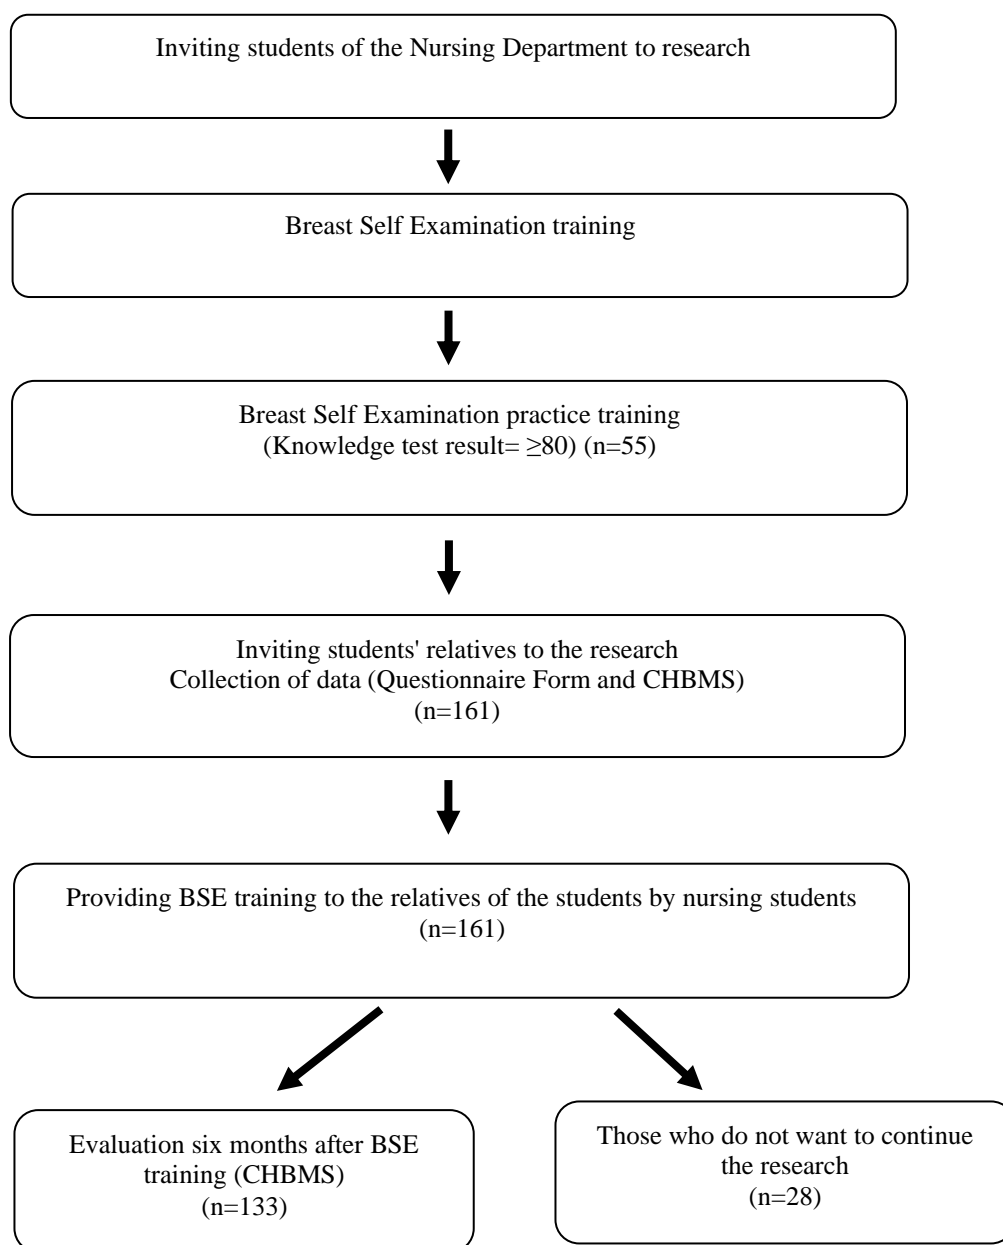 Inviting students of the Nursing Department to research
Breast Self Examination training
Breast Self Examination practice training
(Knowledge test result= ≥80) (n=55)
Inviting students' relatives to the research
Collection of data (Questionnaire Form and CHBMS)
(n=161)
Providing BSE training to the relatives of the students by nursing students
(n=161)
Evaluation six months after BSE
training (CHBMS)
(n=133)
Those who do not want to continue
the research
(n=28)